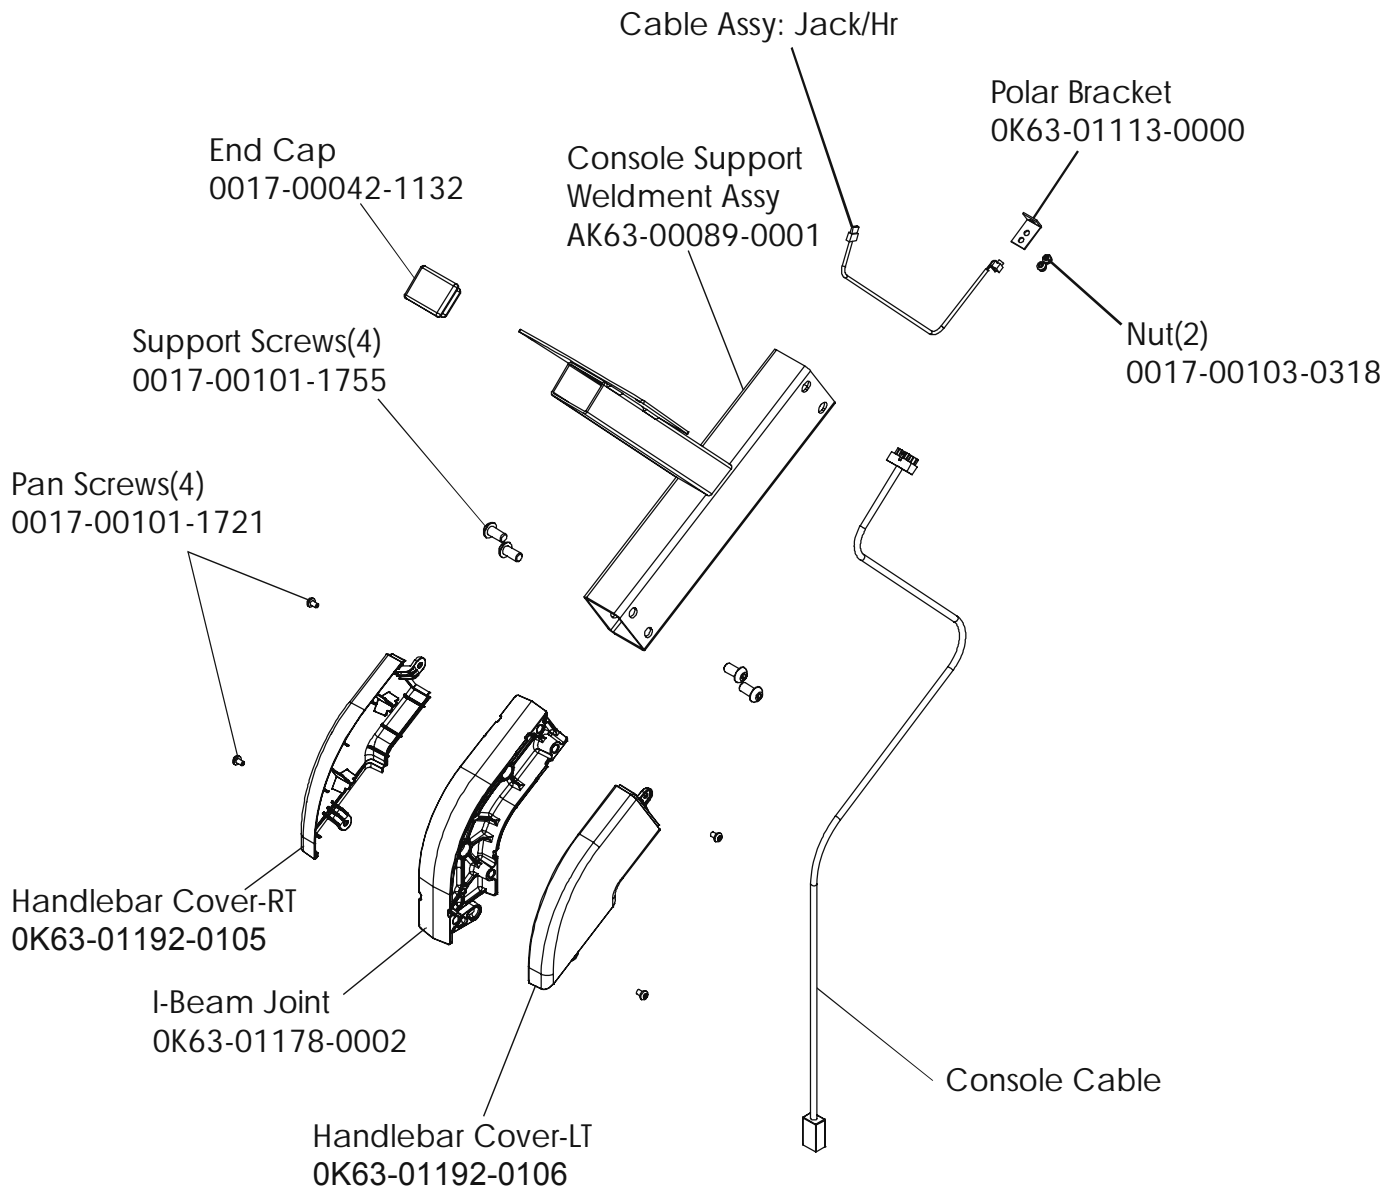 Cable Assy: Jack/Hr
Polar Bracket
0K63-01113-0000
End Cap
0017-00042-1132
Console Support
Weldment Assy
AK63-00089-0001
Support Screws(4)
0017-00101-1755
Nut(2)
0017-00103-0318
Pan Screws(4)
0017-00101-1721
Handlebar Cover-RT
0K63-01192-0105
I-Beam Joint
0K63-01178-0002
Console Cable
Handlebar Cover-LT
0K63-01192-0106